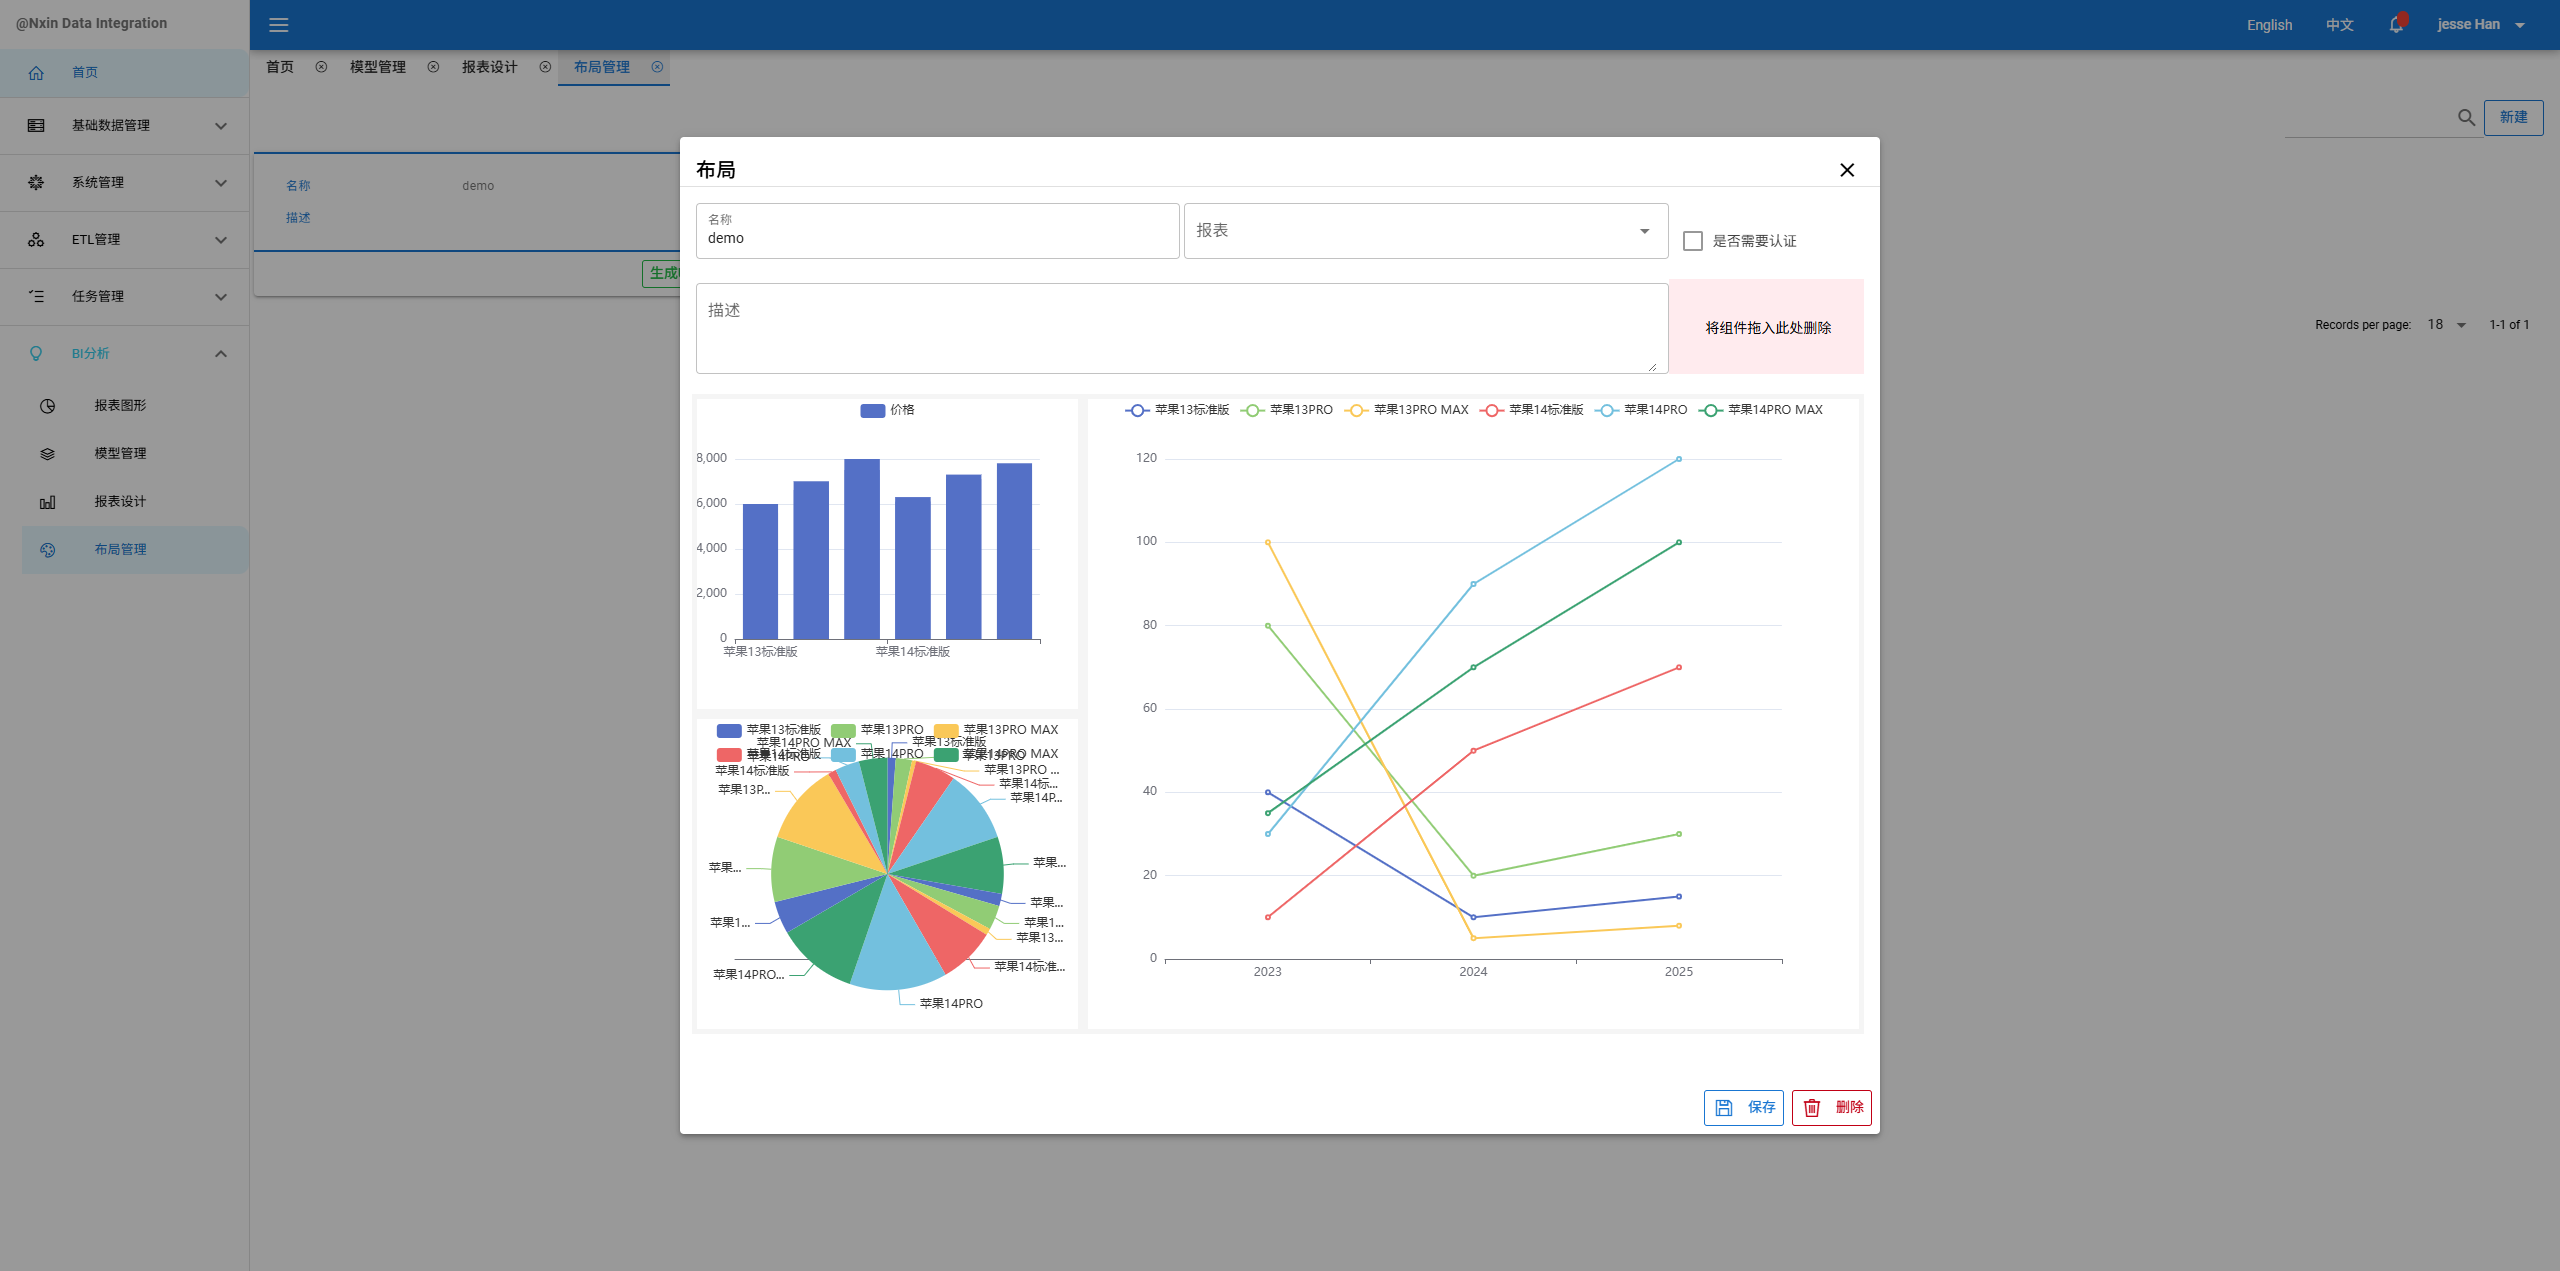 @Nxin Data Integration
English 中文 jesse Han
首页
基础数据管理
系统管理
ETL管理
任务管理
BI分析
报表图形
模型管理
报表设计
布局管理
首页 模型管理 报表设计 布局管理
新建
名称 demo
描述
生成
Records per page: 18 1-1 of 1
布局
名称
demo
报表
是否需要认证
描述
将组件拖入此处删除
价格
8,000
6,000
4,000
2,000
0
苹果13标准版 苹果14标准版
苹果13标准版 苹果13PRO 苹果13PRO MAX 苹果14标准版 苹果14PRO 苹果14PRO MAX
120
100
80
60
40
20
0
2023 2024 2025
苹果13标准版 苹果13PRO 苹果13PRO MAX
苹果14PRO MAX 苹果13标准版
苹果14标准版 苹果14PRO 苹果14PRO MAX
苹果14PRO 苹果13PRO
苹果14标准版 苹果13PRO ...
苹果14标...
苹果13P... 苹果14P...
苹果... 苹果...
苹果...
苹果1... 苹果1...
苹果13...
苹果14PRO... 苹果14标准...
苹果14PRO
保存 删除